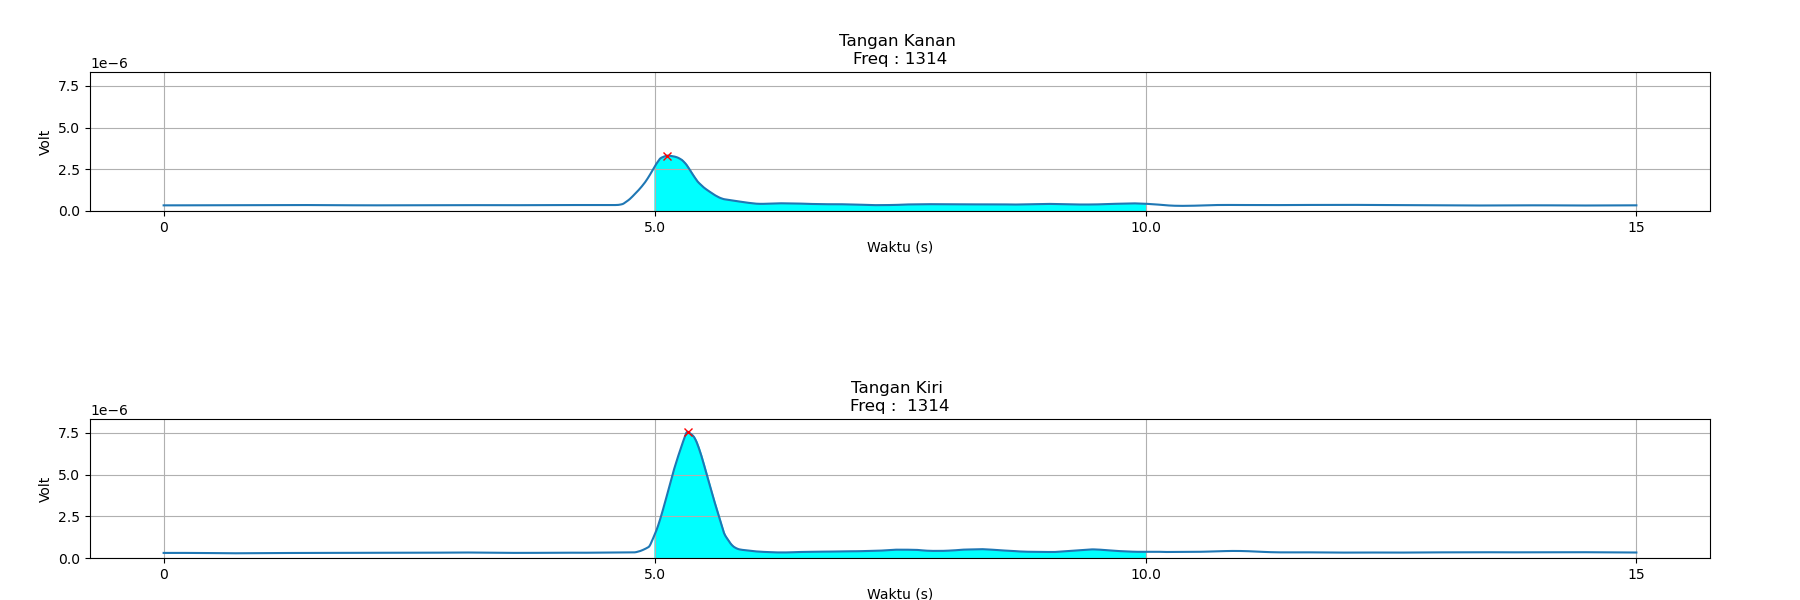 Tangan Kanan
Freq : 1314
1e−6
7.5
5.0
2.5
0.0
Volt
0 5.0 10.0 15
Waktu (s)
Tangan Kiri
Freq :  1314
1e−6
7.5
5.0
2.5
0.0
Volt
0 5.0 10.0 15
Waktu (s)